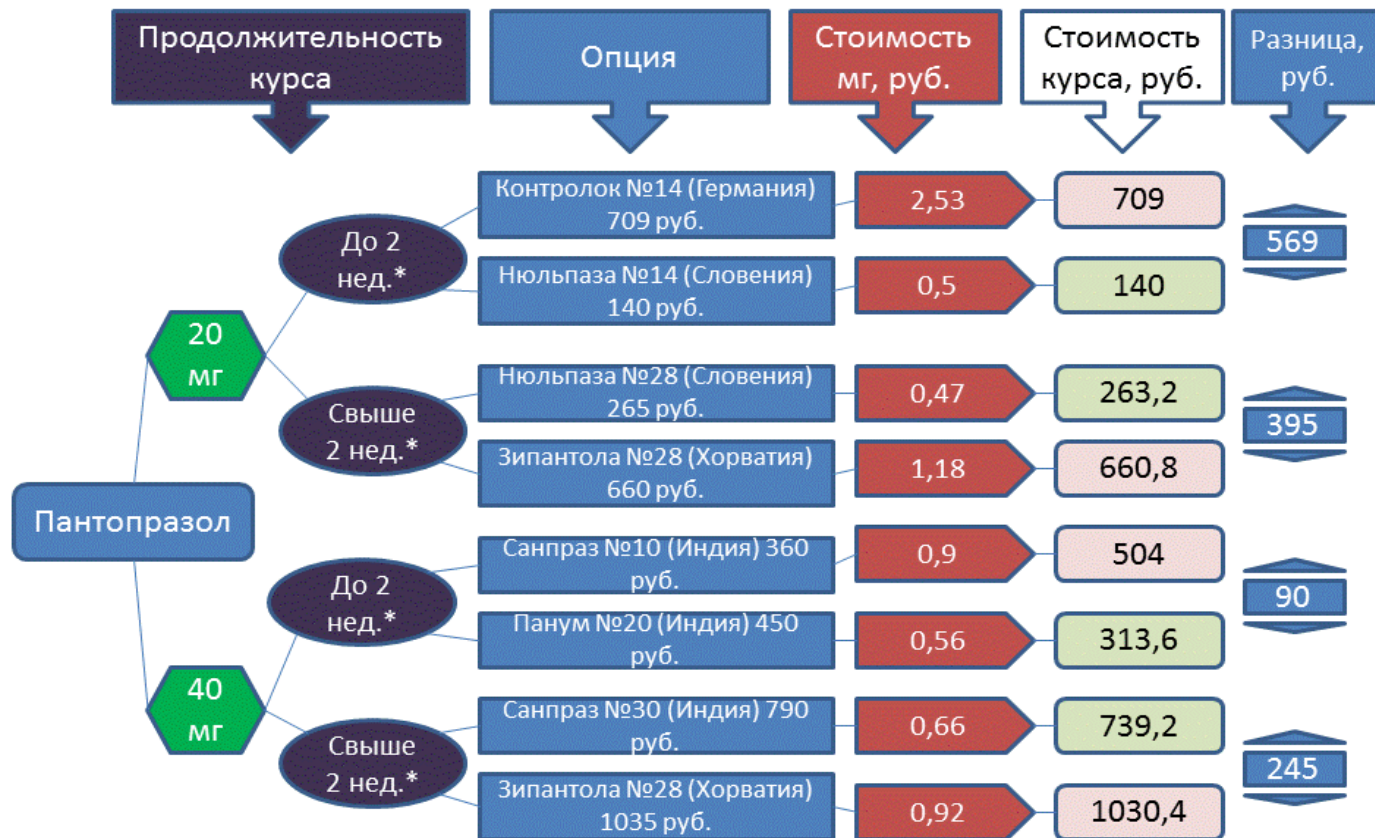 Продолжительность
курса
Опция
Стоимость
мг, руб.
Стоимость
курса, руб.
Разница,
руб.
Контролок №14 (Германия)
709 руб.
2,53
709
До 2
нед.*
569
Нюльпаза №14 (Словения)
140 руб.
0,5
140
20
мг
Нюльпаза №28 (Словения)
265 руб.
0,47
263,2
Свыше
2 нед.*
395
Зипантола №28 (Хорватия)
660 руб.
1,18
660,8
Пантопразол
Санпраз №10 (Индия) 360
руб.
0,9
504
До 2
нед.*
90
Панум №20 (Индия) 450
руб.
0,56
313,6
40
мг
Санпраз №30 (Индия) 790
руб.
0,66
739,2
Свыше
2 нед.*
245
Зипантола №28 (Хорватия)
1035 руб.
0,92
1030,4